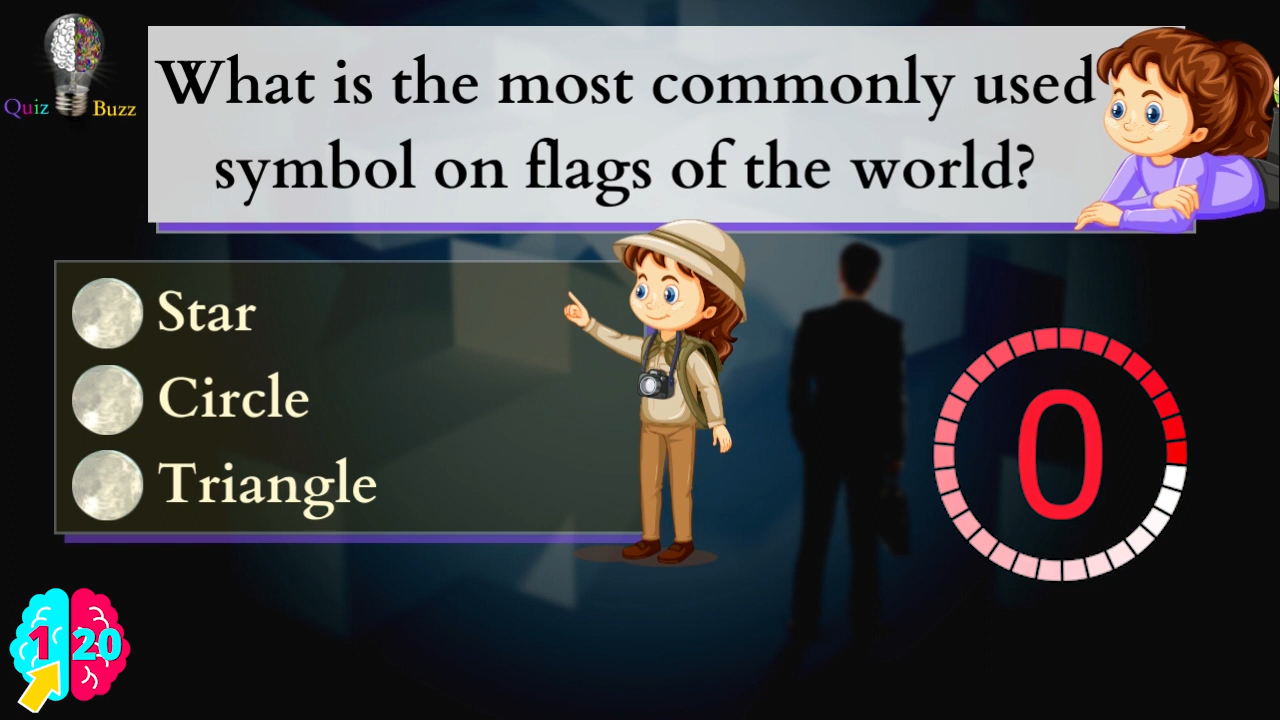 Quiz Buzz
What is the most commonly used
symbol on flags of the world?
Star
Circle
Triangle
0
1 20